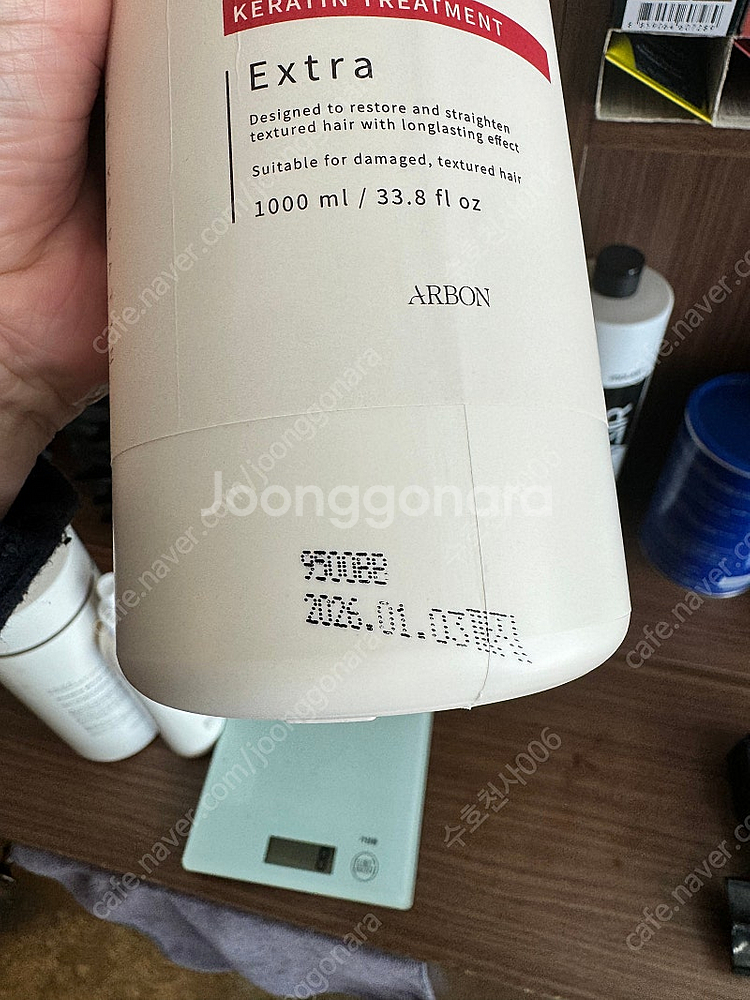 KERATIN TREATMENT
Extra
Designed to restore and straighten
textured hair with longlasting effect
Suitable for damaged, textured hair
1000 ml / 33.8 fl oz
ARBON
Joonggonara
9500BB
2026.01.03까지
cafe.naver.com/joonggonara
수호천사006